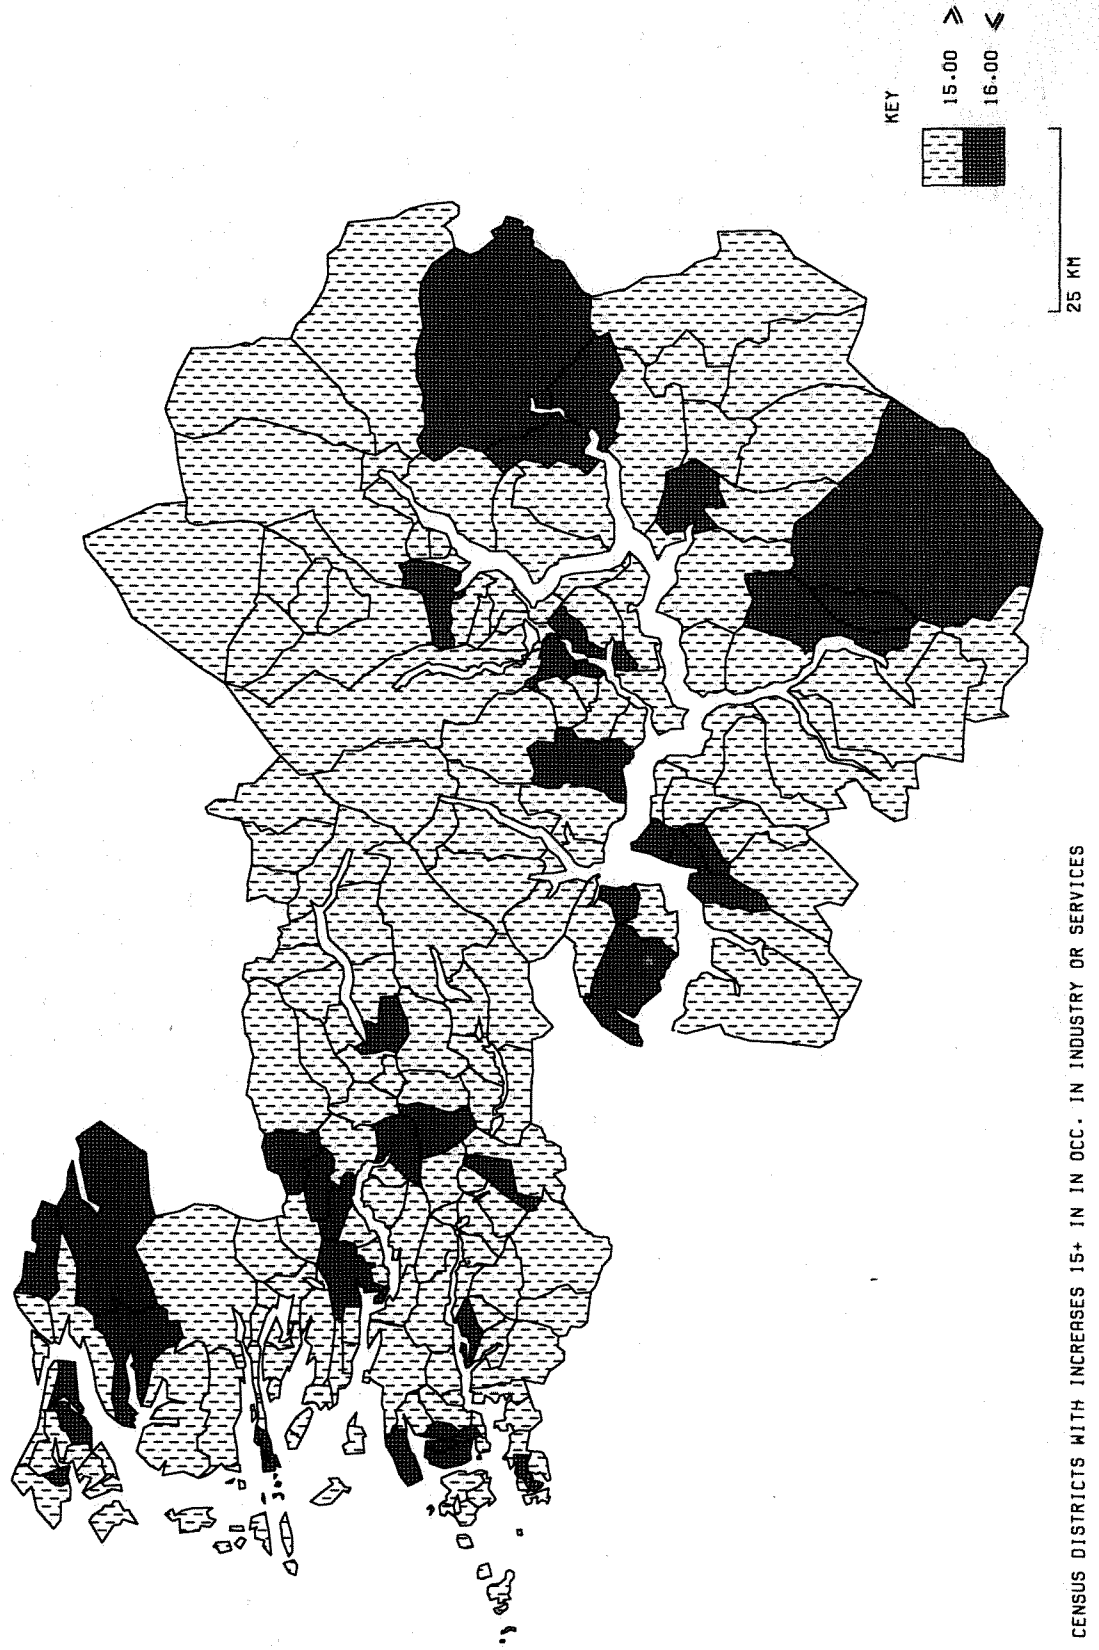 KEY
15.00 ⩾
16.00 ⩽
25 KM
CENSUS DISTRICTS WITH INCREASES 15+ IN IN OCC. IN INDUSTRY OR SERVICES